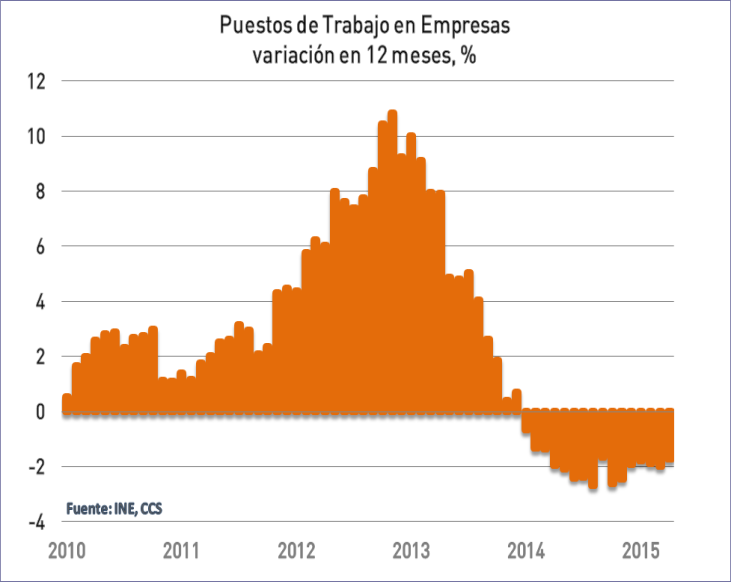 Puestos de Trabajo en Empresas
variación en 12 meses, %
12
10
8
6
4
2
0
-2
-4
Fuente: INE, CCS
2010 2011 2012 2013 2014 2015